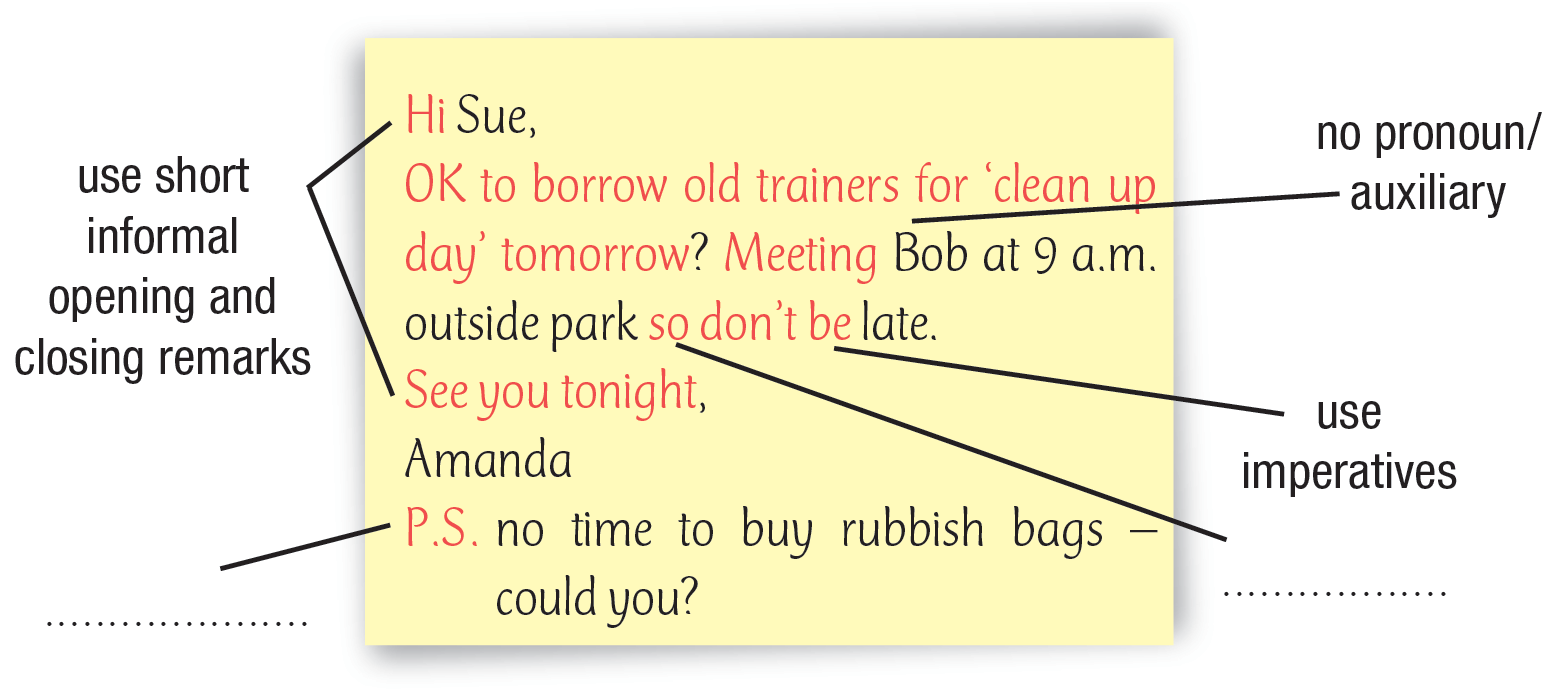 use short
informal
opening and
closing remarks
Hi Sue,
OK to borrow old trainers for ‘clean up
day’ tomorrow? Meeting Bob at 9 a.m.
outside park so don’t be late.
See you tonight,
Amanda
P.S. no time to buy rubbish bags –
could you?
no pronoun/
auxiliary
use
imperatives
.....................
..................